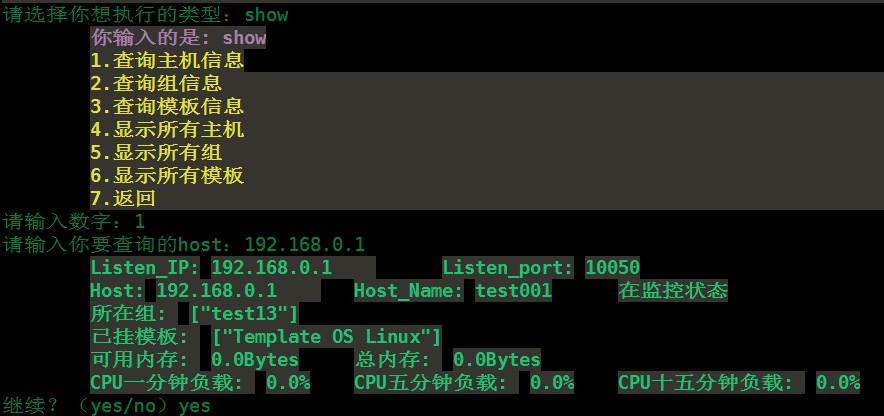 请选择你想执行的类型：show
你输入的是：show
1.查询主机信息
2.查询组信息
3.查询模板信息
4.显示所有主机
5.显示所有组
6.显示所有模板
7.返回
请输入数字：1
请输入你要查询的host：192.168.0.1
Listen_IP: 192.168.0.1 Listen_port: 10050
Host: 192.168.0.1 Host_Name: test001 在监控状态
所在组: ["test13"]
已挂模板: ["Template OS Linux"]
可用内存: 0.0Bytes 总内存: 0.0Bytes
CPU一分钟负载: 0.0% CPU五分钟负载: 0.0% CPU十五分钟负载: 0.0%
继续？（yes/no）yes